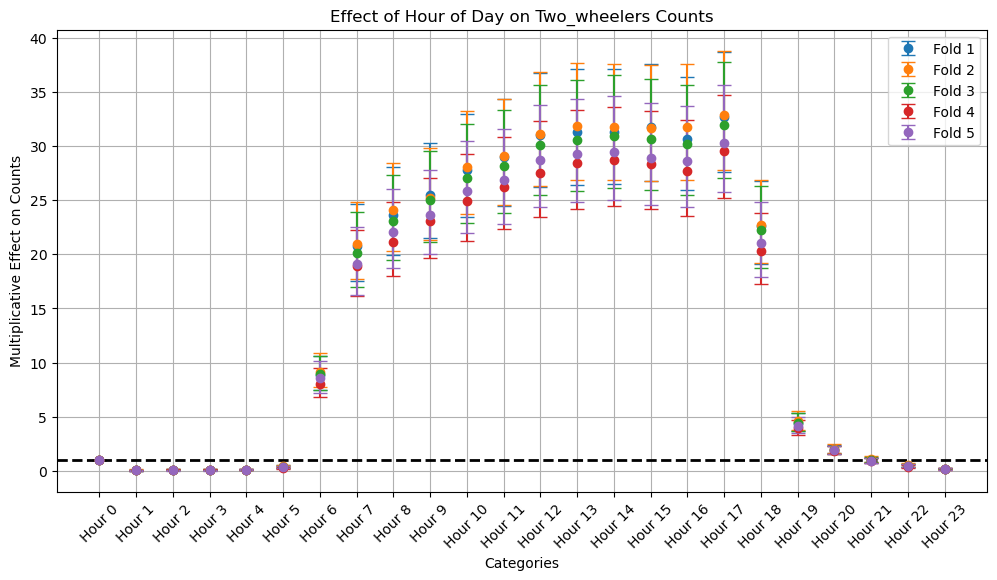 Effect of Hour of Day on Two_wheelers Counts
Multiplicative Effect on Counts
40
35
30
25
20
15
10
5
0
Fold 1
Fold 2
Fold 3
Fold 4
Fold 5
Hour 0
Hour 1
Hour 2
Hour 3
Hour 4
Hour 5
Hour 6
Hour 7
Hour 8
Hour 9
Hour 10
Hour 11
Hour 12
Hour 13
Hour 14
Hour 15
Hour 16
Hour 17
Hour 18
Hour 19
Hour 20
Hour 21
Hour 22
Hour 23
Categories